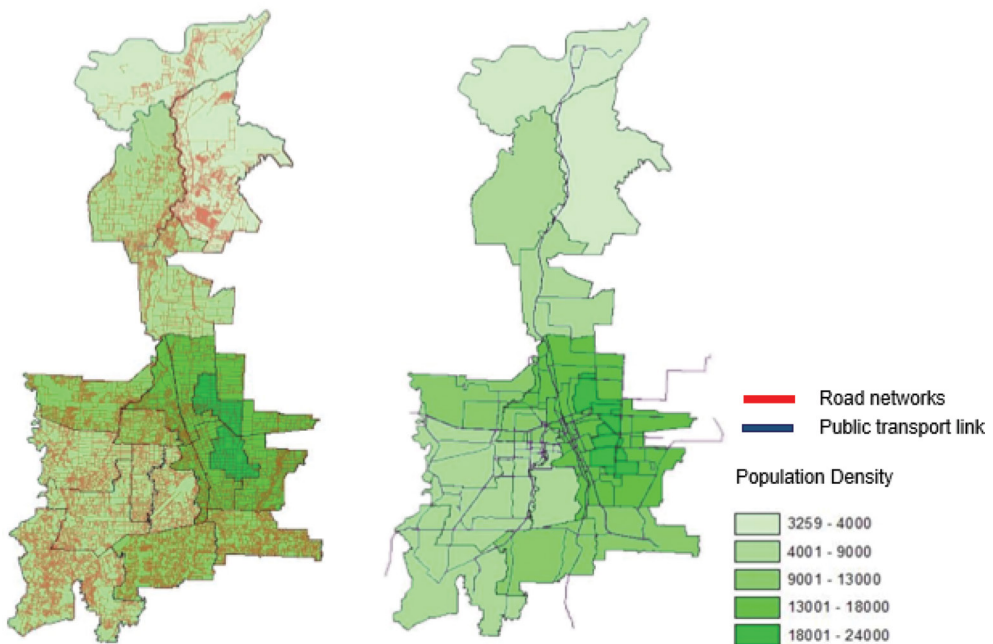 Road networks
Public transport link
Population Density
3259 - 4000
4001 - 9000
9001 - 13000
13001 - 18000
18001 - 24000